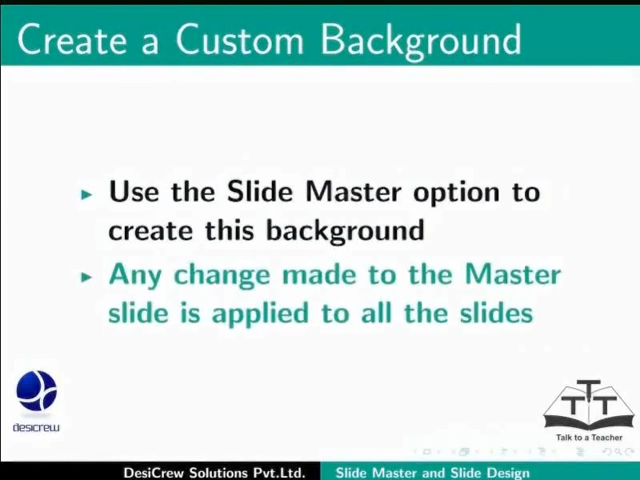 Create a Custom Background
Use the Slide Master option to
create this background
Any change made to the Master
slide is applied to all the slides
desicrew
TTT
Talk to a Teacher
DesiCrew Solutions Pvt.Ltd. Slide Master and Slide Design